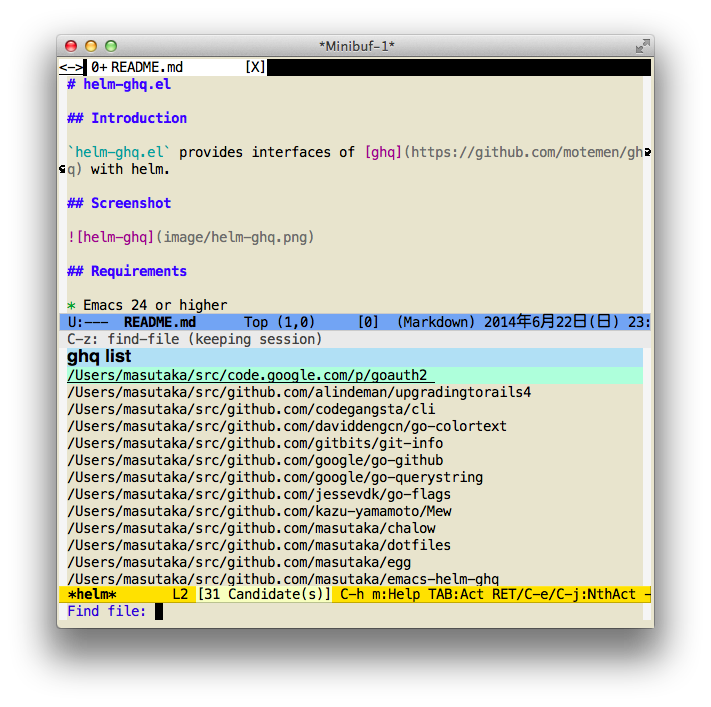 *Minibuf-1*
<-> 0+ README.md [X]
# helm-ghq.el
## Introduction
`helm-ghq.el` provides interfaces of [ghq](https://github.com/motemen/gh
q) with helm.
## Screenshot
![helm-ghq](image/helm-ghq.png)
## Requirements
* Emacs 24 or higher
U:--- README.md Top (1,0) [0] (Markdown) 2014年6月22日(日) 23:
C-z: find-file (keeping session)
ghq list
/Users/masutaka/src/code.google.com/p/goauth2
/Users/masutaka/src/github.com/alindeman/upgradingtorails4
/Users/masutaka/src/github.com/codegangsta/cli
/Users/masutaka/src/github.com/daviddengcn/go-colortext
/Users/masutaka/src/github.com/gitbits/git-info
/Users/masutaka/src/github.com/google/go-github
/Users/masutaka/src/github.com/google/go-querystring
/Users/masutaka/src/github.com/jessevdk/go-flags
/Users/masutaka/src/github.com/kazu-yamamoto/Mew
/Users/masutaka/src/github.com/masutaka/chalow
/Users/masutaka/src/github.com/masutaka/dotfiles
/Users/masutaka/src/github.com/masutaka/egg
/Users/masutaka/src/github.com/masutaka/emacs-helm-ghq
*helm* L2 [31 Candidate(s)] C-h m:Help TAB:Act RET/C-e/C-j:NthAct -
Find file: